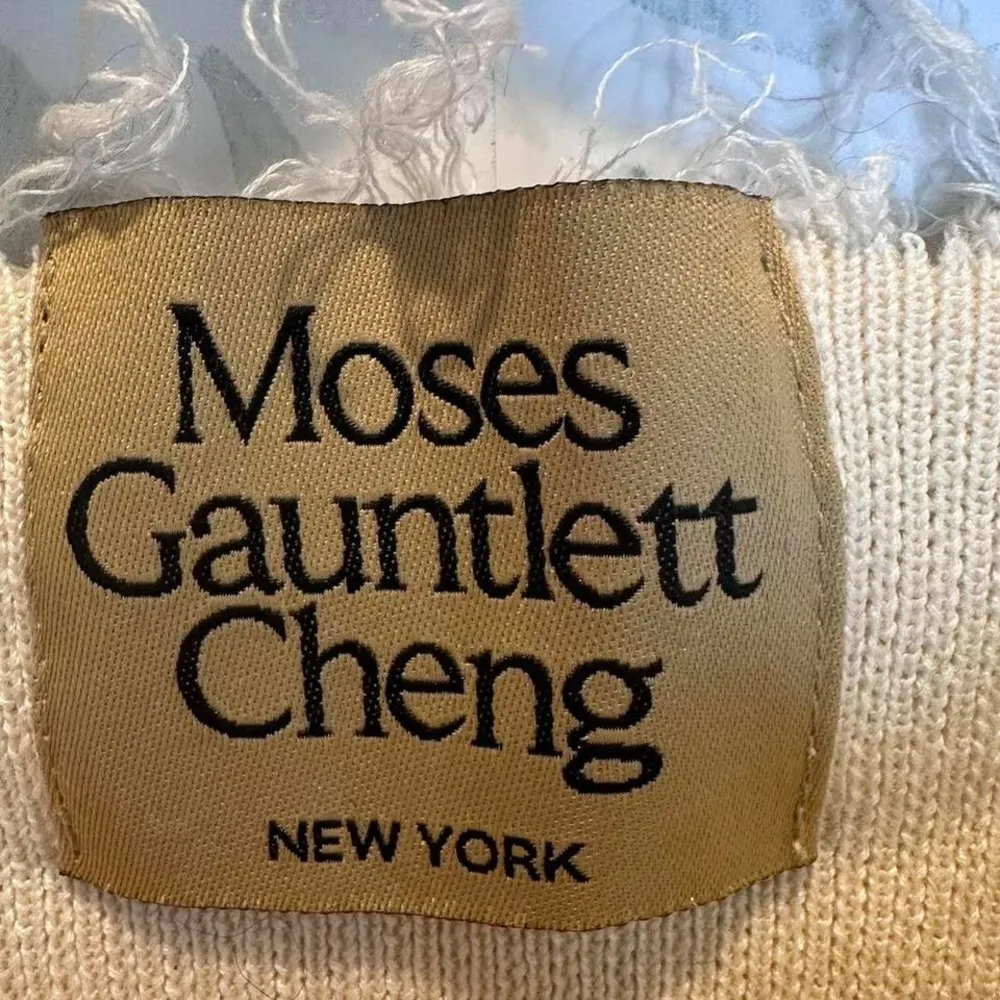 Moses
Gauntlett
Cheng
NEW YORK